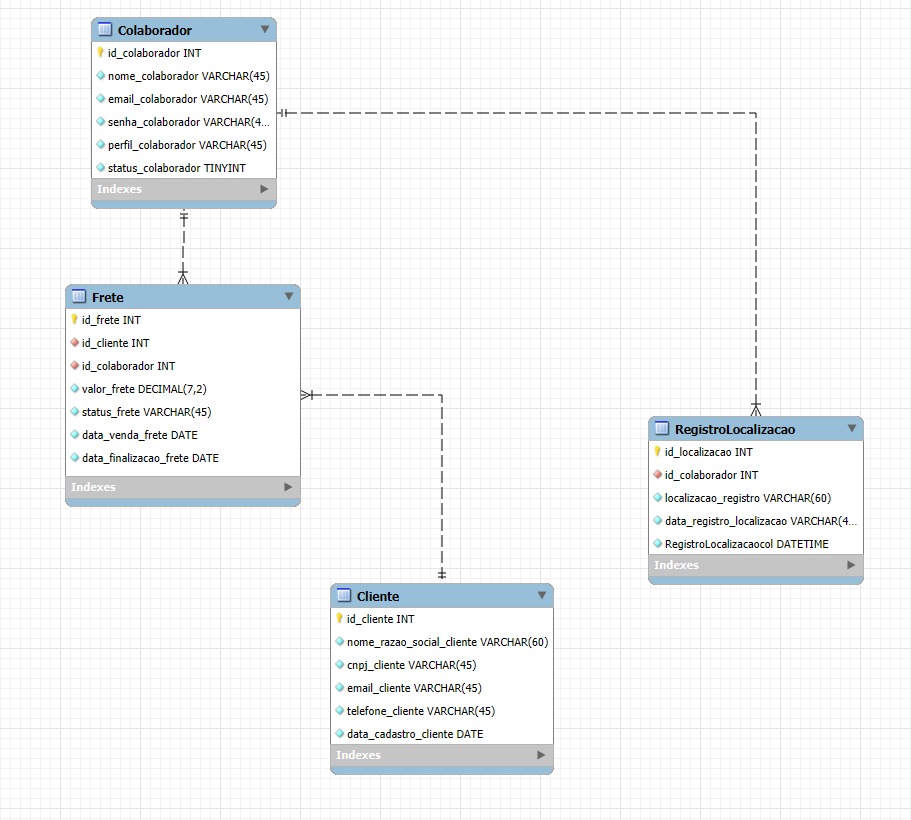 Colaborador
id_colaborador INT
nome_colaborador VARCHAR(45)
email_colaborador VARCHAR(45)
senha_colaborador VARCHAR(4...
perfil_colaborador VARCHAR(45)
status_colaborador TINYINT
Indexes
Frete
id_frete INT
id_cliente INT
id_colaborador INT
valor_frete DECIMAL(7,2)
status_frete VARCHAR(45)
data_venda_frete DATE
data_finalizacao_frete DATE
Indexes
RegistroLocalizacao
id_localizacao INT
id_colaborador INT
localizacao_registro VARCHAR(60)
data_registro_localizacao VARCHAR(4...
RegistroLocalizacaocol DATETIME
Indexes
Cliente
id_cliente INT
nome_razao_social_cliente VARCHAR(60)
cnpj_cliente VARCHAR(45)
email_cliente VARCHAR(45)
telefone_cliente VARCHAR(45)
data_cadastro_cliente DATE
Indexes